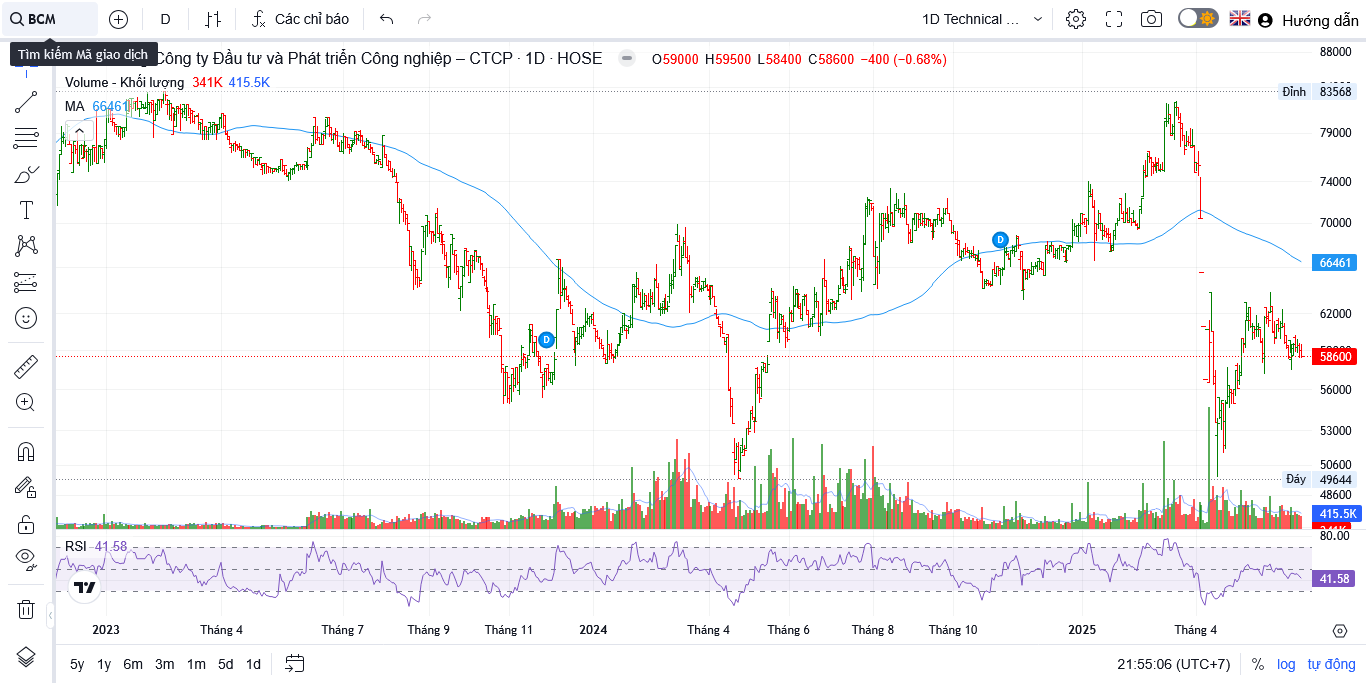 BCM D Các chỉ báo 1D Technical ... Hướng dẫn
Tìm kiếm Mã giao dịch
Công ty Đầu tư và Phát triển Công nghiệp – CTCP · 1D · HOSE O59000 H59500 L58400 C58600 −400 (−0.68%)
Volume - Khối lượng 341K 415.5K
MA 66461
88000
Đỉnh 83568
79000
74000
70000
D
66461
62000
D
58600
56000
53000
50600
Đáy 49644
48600
415.5K
80.00
RSI 41.58
41.58
2023 Tháng 4 Tháng 7 Tháng 9 Tháng 11 2024 Tháng 4 Tháng 6 Tháng 8 Tháng 10 2025 Tháng 4
5y 1y 6m 3m 1m 5d 1d 21:55:06 (UTC+7) % log tự động